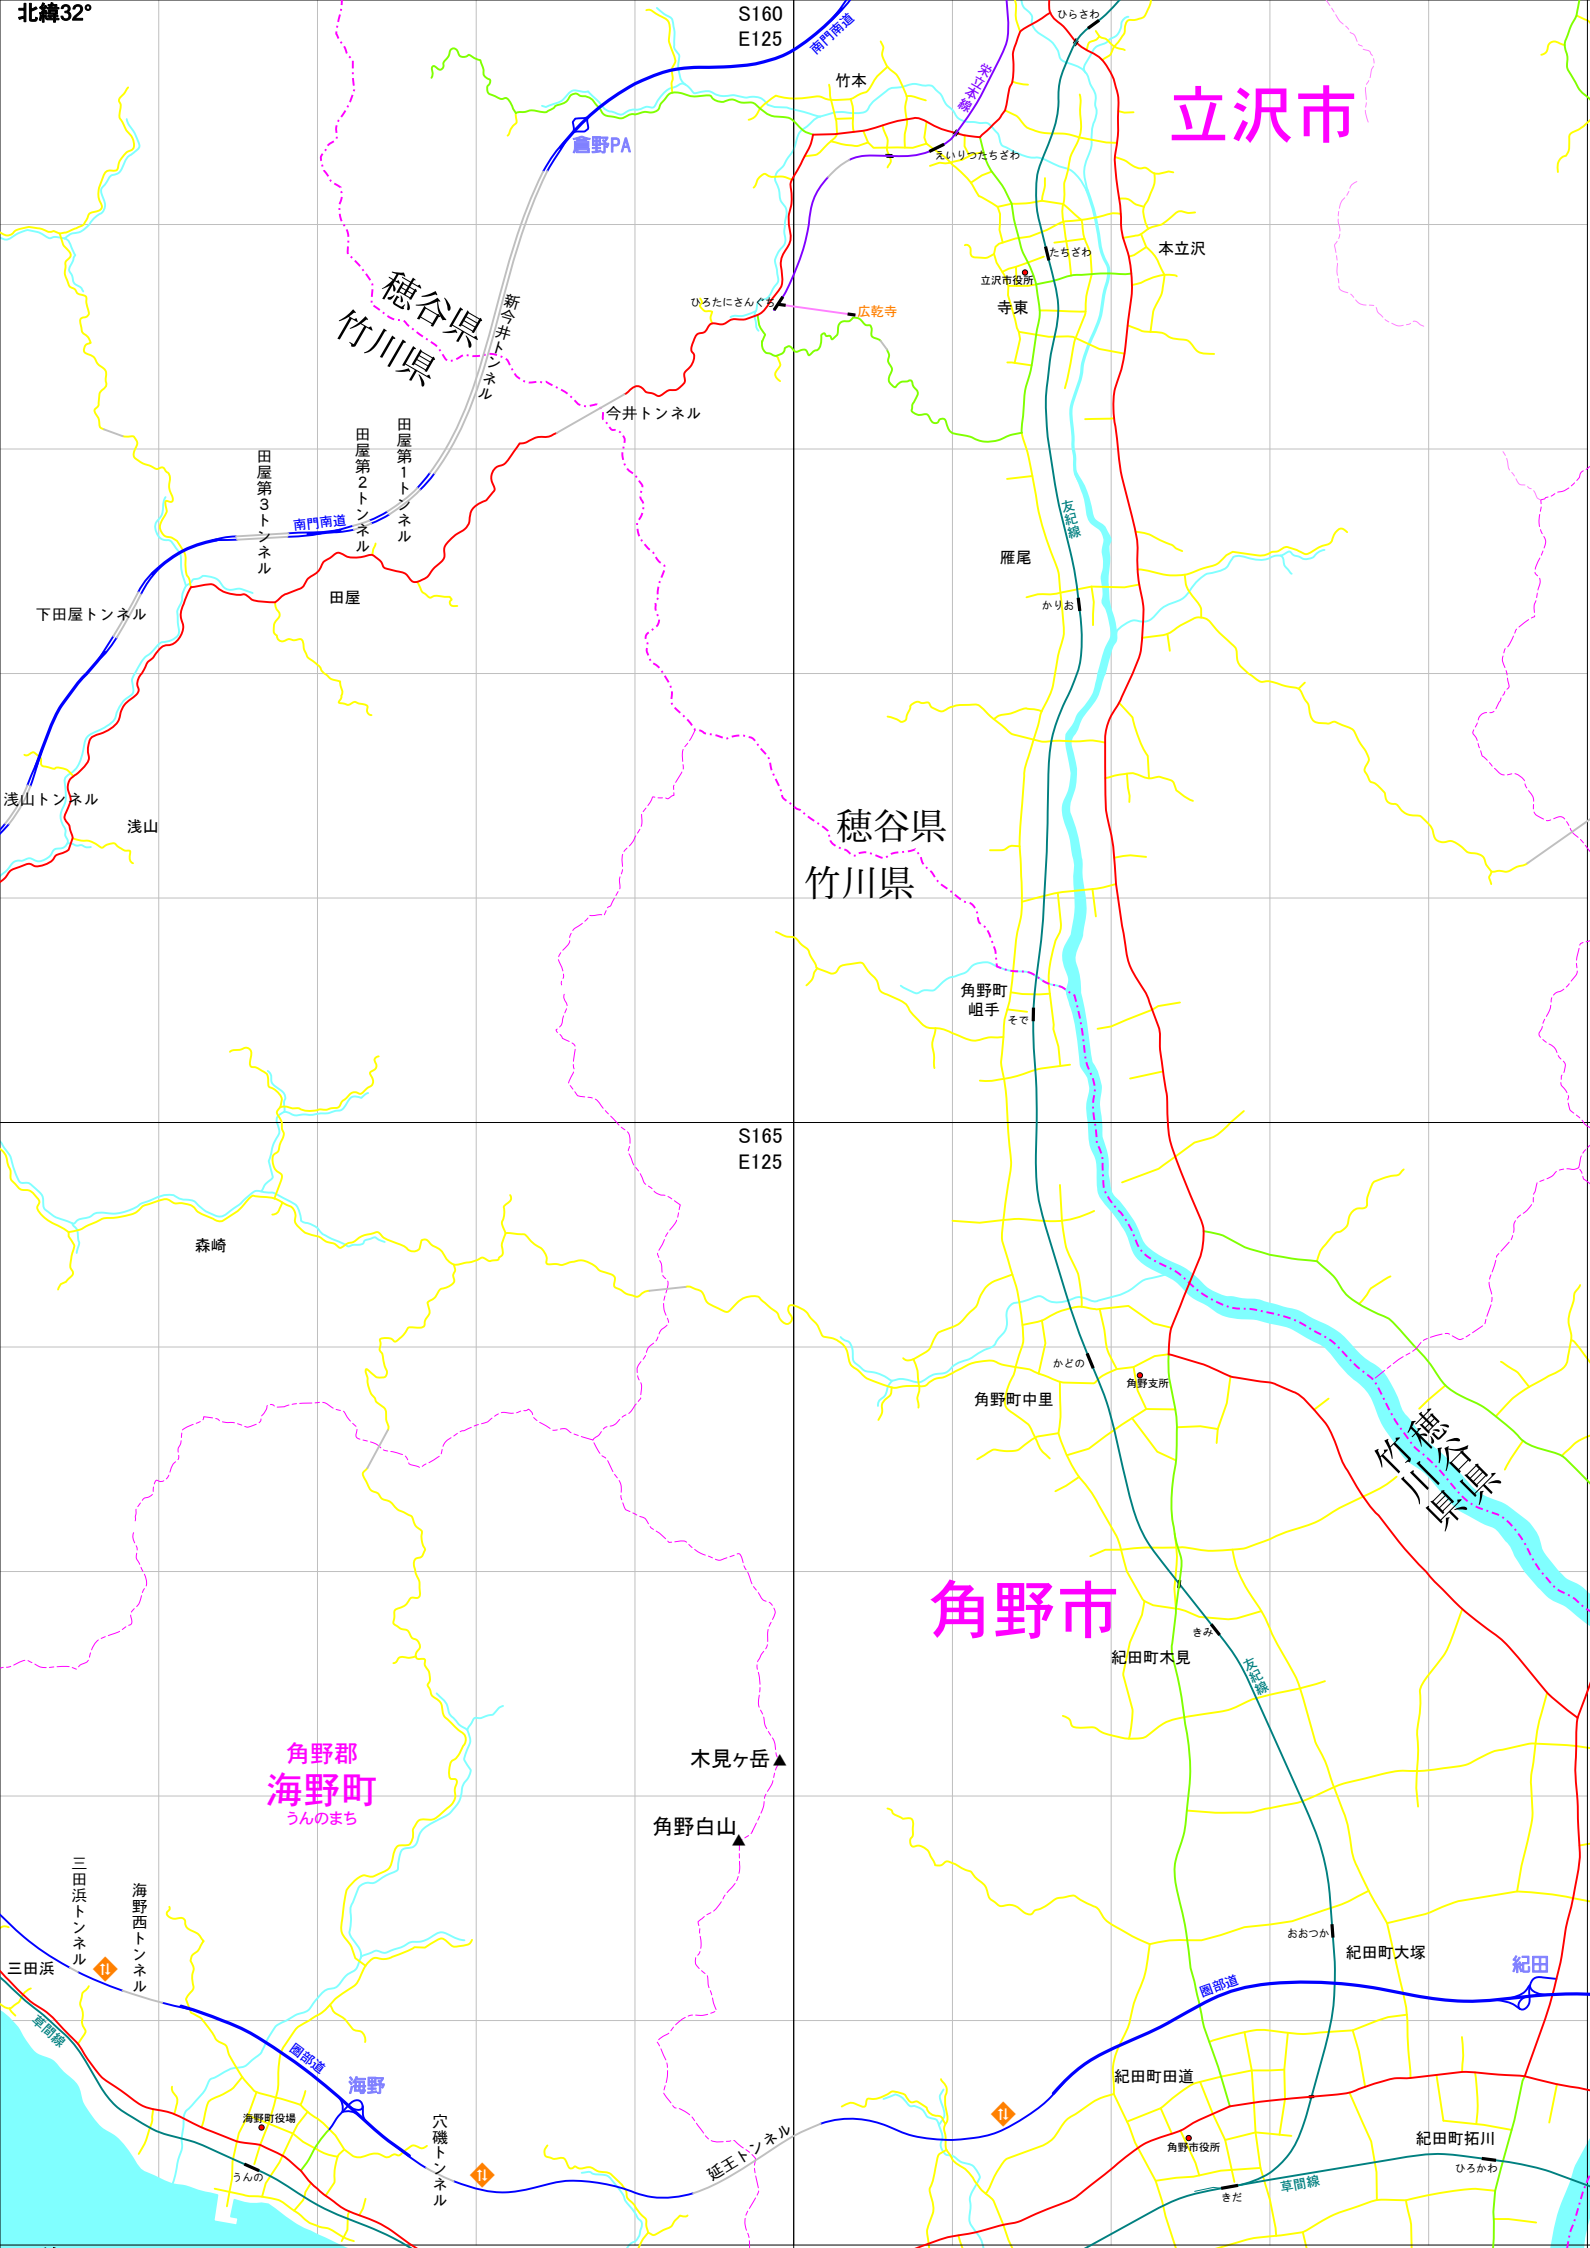 北緯32°
S160
E125
南門南道
ひらさわ
栄立本線
竹本
立沢市
倉野PA
えいりつたちざわ
たちざわ
本立沢
立沢市役所
寺東
穂谷県
竹川県
新今井トンネル
ひろたにさんぐち
広乾寺
今井トンネル
田屋第1トンネル
田屋第2トンネル
田屋第3トンネル
南門南道
友紀線
雁尾
かりお
田屋
下田屋トンネル
浅山トンネル
浅山
穂谷県
竹川県
角野町
岨手
そで
S165
E125
森崎
かどの
角野支所
角野町中里
穂谷県
竹川県
角野市
きみ
紀田町木見
友紀線
角野郡
海野町
うんのまち
木見ヶ岳
角野白山
三田浜トンネル
海野西トンネル
三田浜
おおつか
紀田町大塚
紀田
圏部道
草間線
圏部道
海野
紀田町田道
海野町役場
穴磯トンネル
うんの
延王トンネル
角野市役所
紀田町拓川
ひろかわ
きだ
草間線